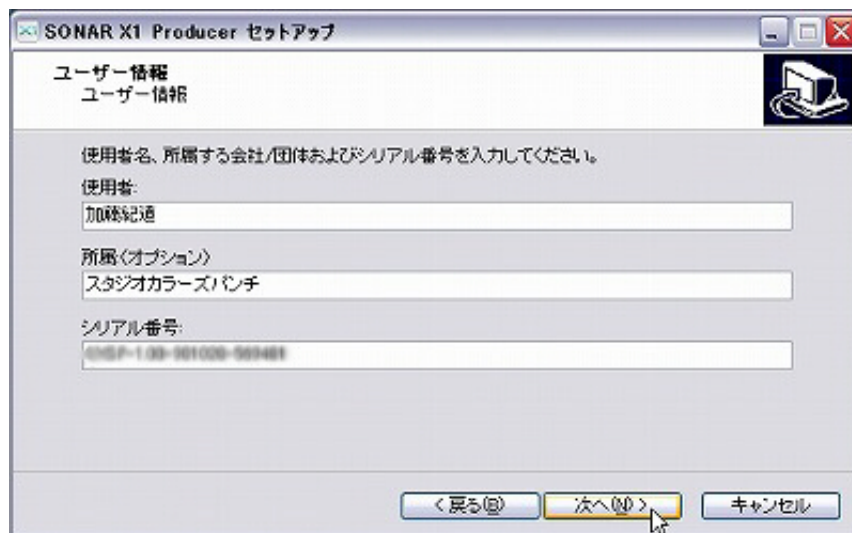 SONAR X1 Producer セットアップ
ユーザー情報
ユーザー情報
使用者名、所属する会社/団体およびシリアル番号を入力してください。
使用者:
加藤紀道
所属(オプション)
スタジオカラーズパンチ
シリアル番号:
< 戻る(B)
次へ(N) >
キャンセル